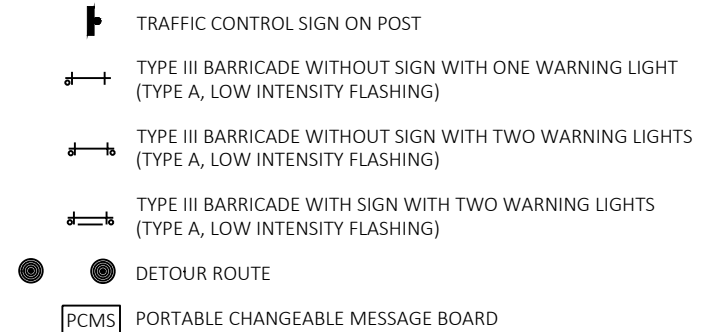 TRAFFIC CONTROL SIGN ON POST
TYPE III BARRICADE WITHOUT SIGN WITH ONE WARNING LIGHT
(TYPE A, LOW INTENSITY FLASHING)
TYPE III BARRICADE WITHOUT SIGN WITH TWO WARNING LIGHTS
(TYPE A, LOW INTENSITY FLASHING)
TYPE III BARRICADE WITH SIGN WITH TWO WARNING LIGHTS
(TYPE A, LOW INTENSITY FLASHING)
DETOUR ROUTE
PCMS PORTABLE CHANGEABLE MESSAGE BOARD